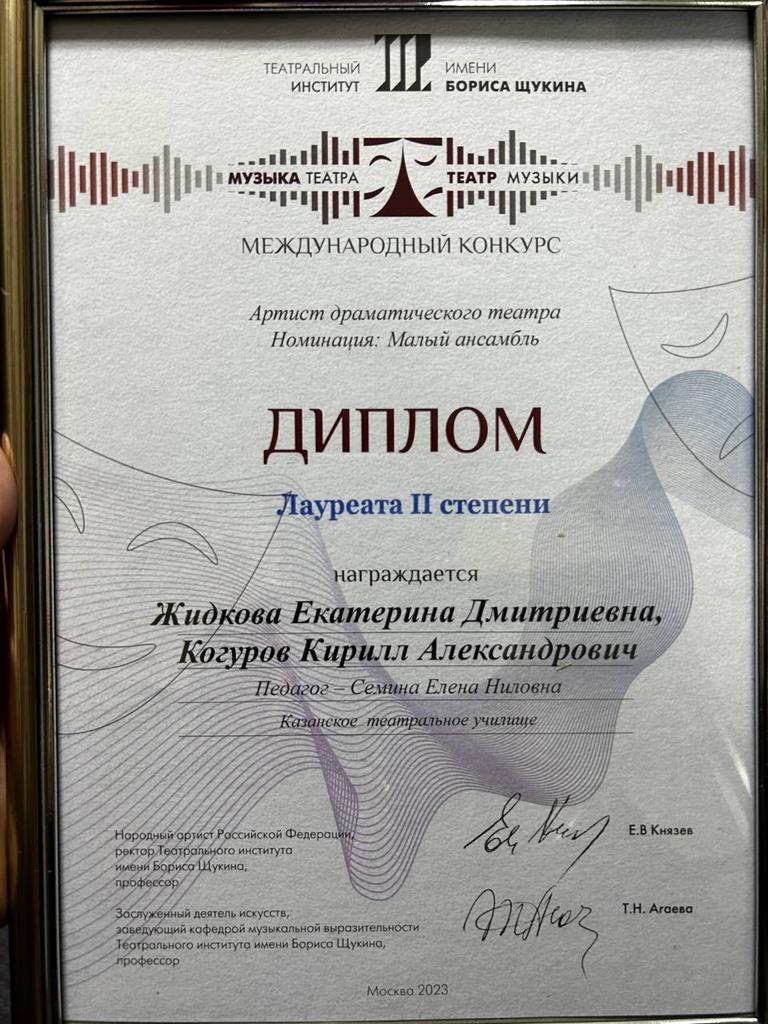 ТЕАТРАЛЬНЫЙ ИНСТИТУТ ИМЕНИ БОРИСА ЩУКИНА
МУЗЫКА ТЕАТРА ТЕАТР МУЗЫКИ
МЕЖДУНАРОДНЫЙ КОНКУРС
Артист драматического театра
Номинация: Малый ансамбль
ДИПЛОМ
Лауреата II степени
награждается
Жидкова Екатерина Дмитриевна,
Когуров Кирилл Александрович
Педагог – Семина Елена Ниловна
Казанское театральное училище
Народный артист Российской Федерации,
ректор Театрального института
имени Бориса Щукина,
профессор
Е.В Князев
Заслуженный деятель искусств,
заведующий кафедрой музыкальной выразительности
Театрального института имени Бориса Щукина,
профессор
Т.Н. Агаева
Москва 2023